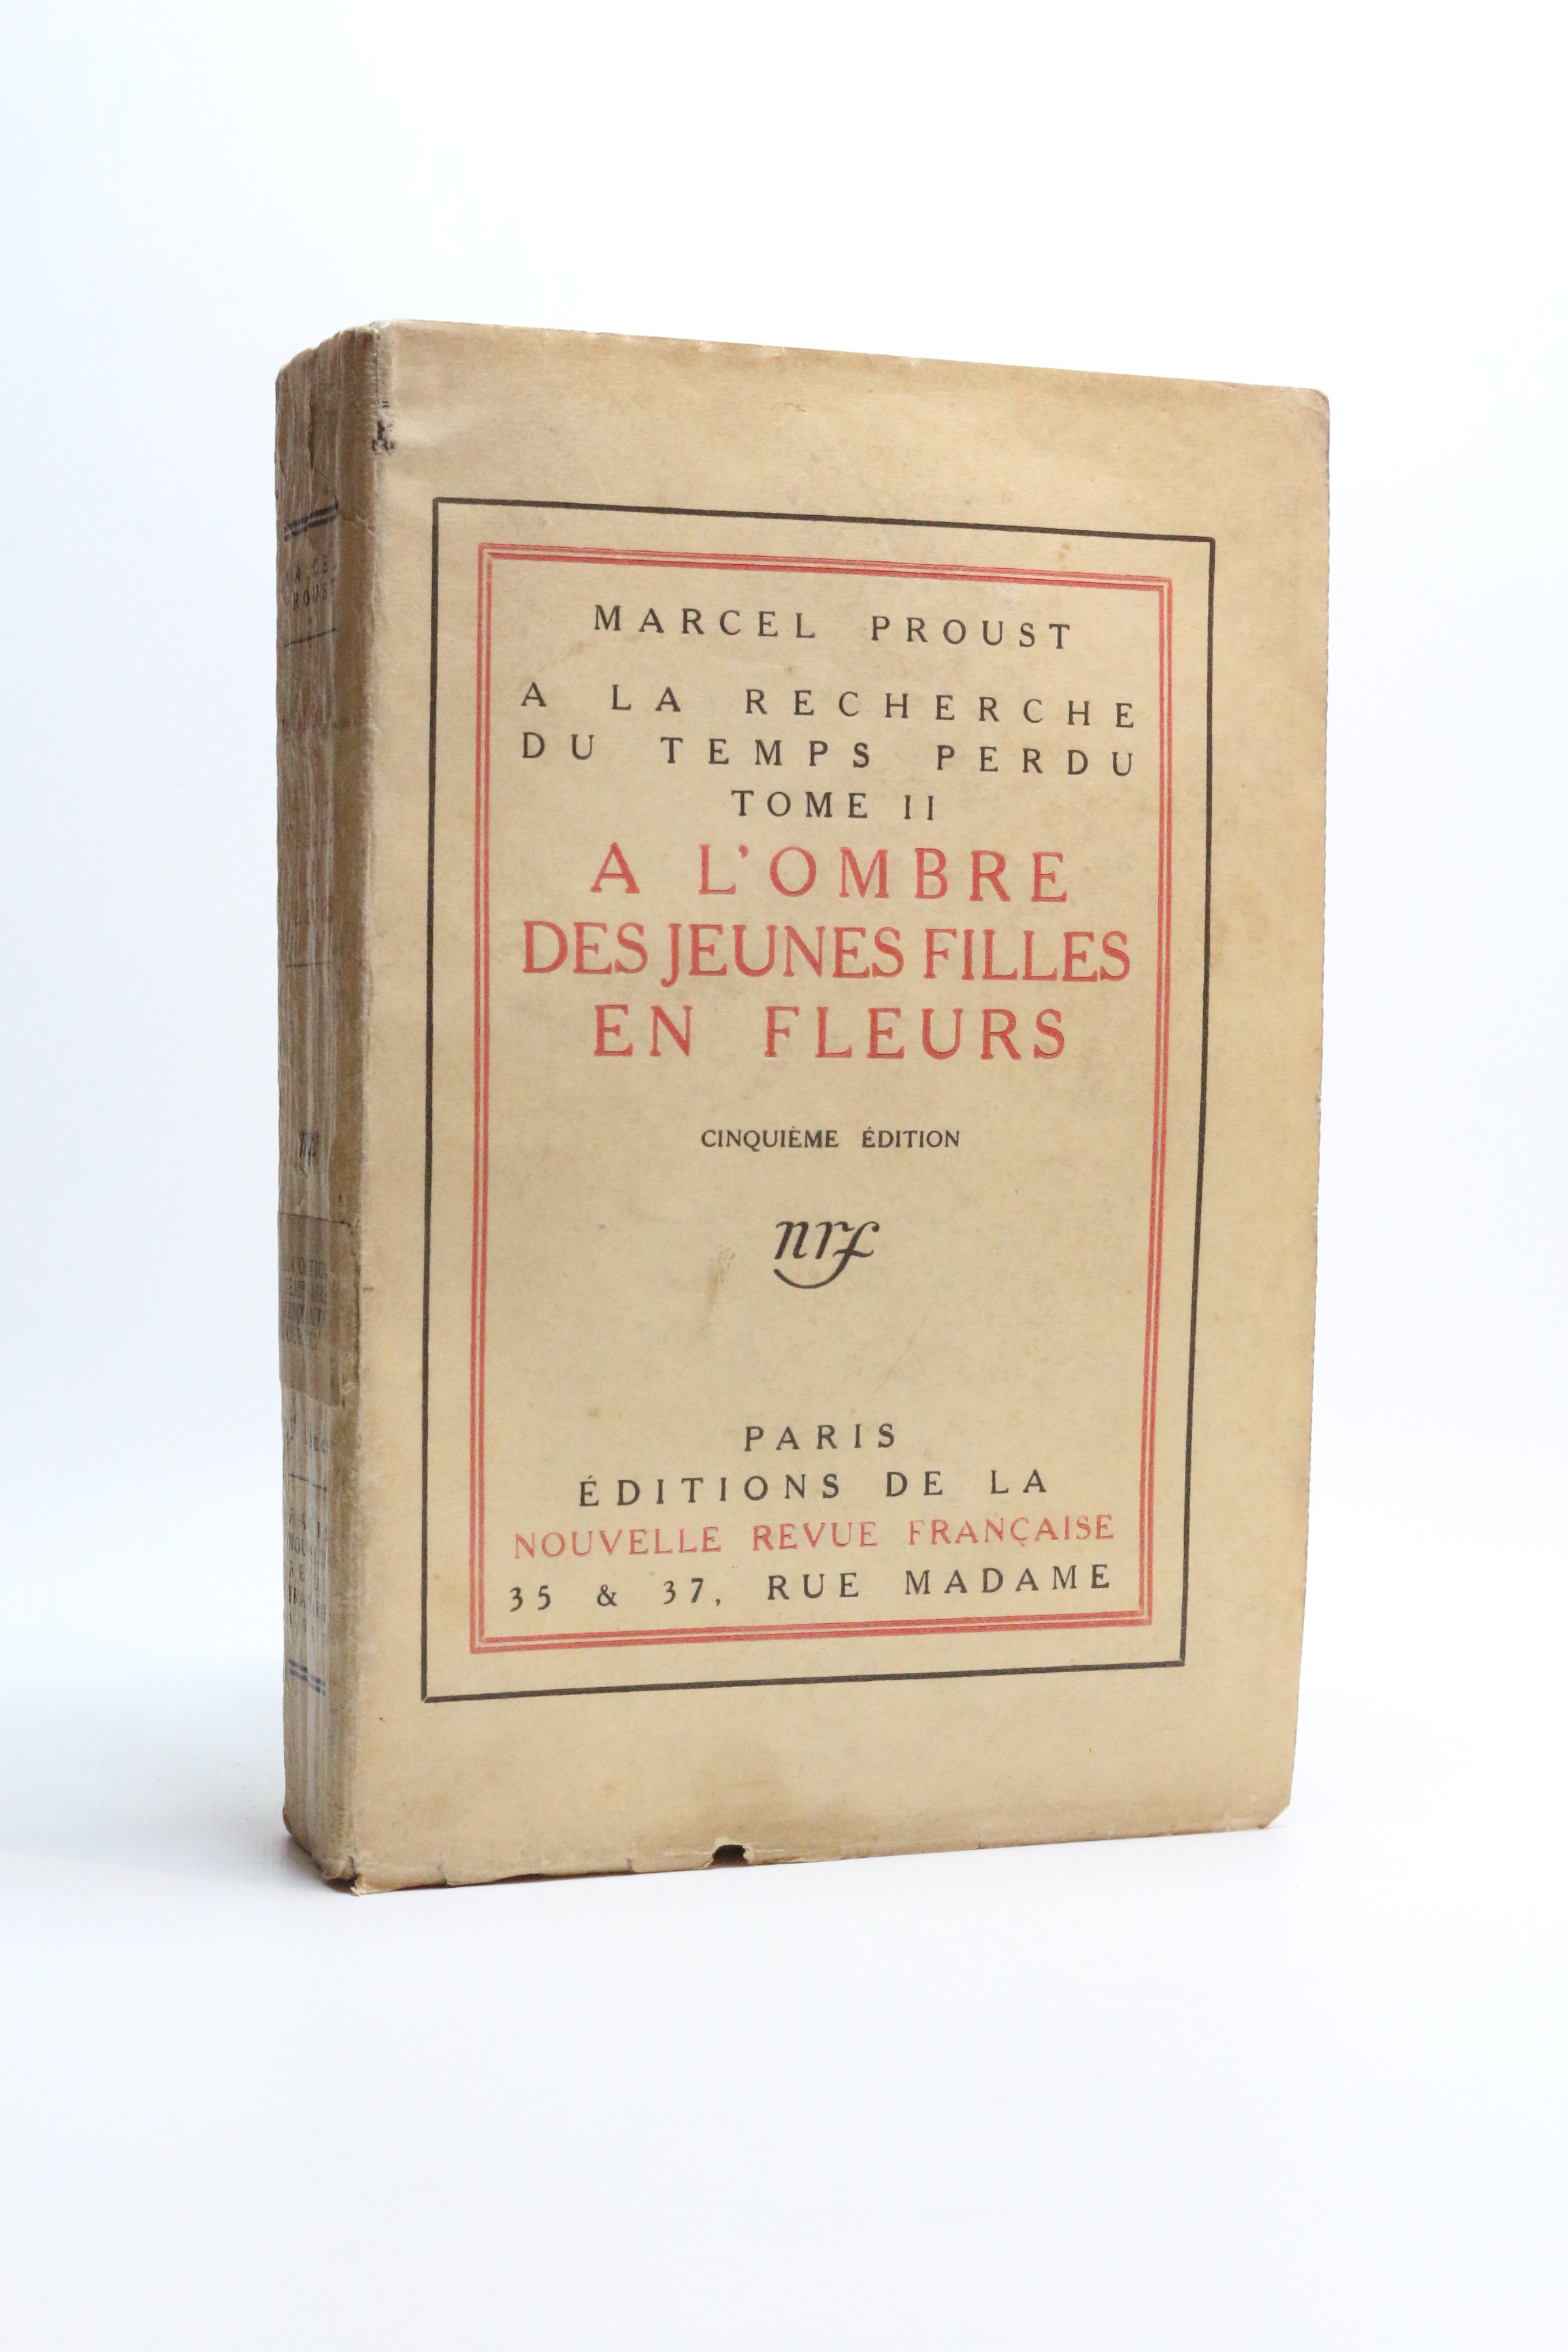 MARCEL PROUST
A LA RECHERCHE
DU TEMPS PERDU
TOME II
A L'OMBRE
DES JEUNES FILLES
EN FLEURS
CINQUIÈME ÉDITION
nrf
PARIS
ÉDITIONS DE LA
NOUVELLE REVUE FRANÇAISE
35 & 37, RUE MADAME
nrf